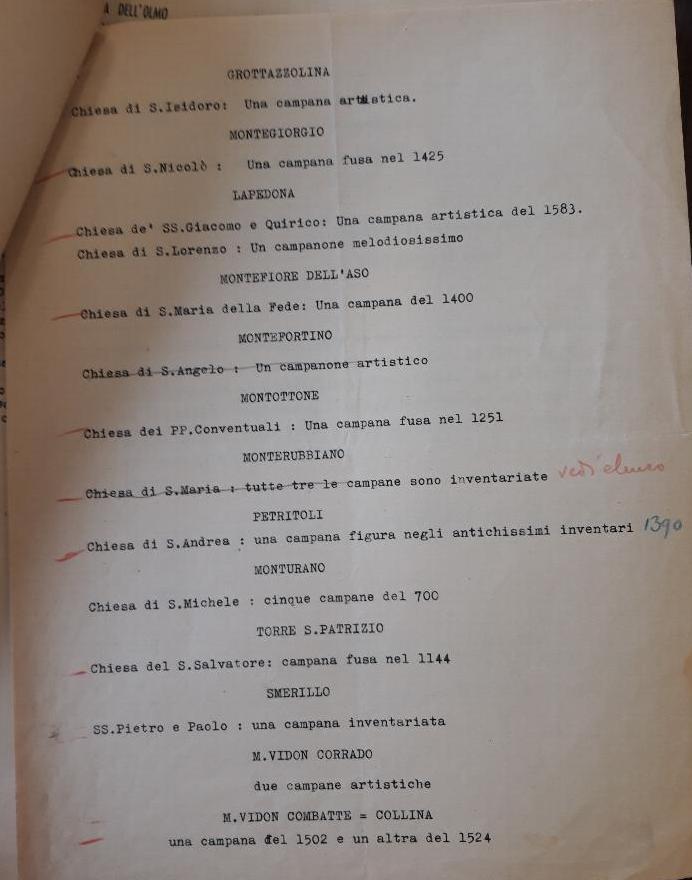 A DELL'OLMO
GROTTAZZOLINA
Chiesa di S.Isidoro: Una campana artistica.
MONTEGIORGIO
Chiesa di S.Nicolò : Una campana fusa nel 1425
LAPEDONA
Chiesa de' SS.Giacomo e Quirico: Una campana artistica del 1583.
Chiesa di S.Lorenzo : Un campanone melodiosissimo
MONTEFIORE DELL'ASO
Chiesa di S.Maria della Fede: Una campana del 1400
MONTEFORTINO
Chiesa di S.Angelo : Un campanone artistico
MONTOTTONE
Chiesa dei PP.Conventuali : Una campana fusa nel 1251
MONTERUBBIANO
Chiesa di S.Maria : tutte tre le campane sono inventariate vedi elenco
PETRITOLI
Chiesa di S.Andrea : una campana figura negli antichissimi inventari 1390
MONTURANO
Chiesa di S.Michele : cinque campane del 700
TORRE S.PATRIZIO
Chiesa del S.Salvatore: campana fusa nel 1144
SMERILLO
SS.Pietro e Paolo : una campana inventariata
M.VIDON CORRADO
due campane artistiche
M.VIDON COMBATTE = COLLINA
una campana del 1502 e un altra del 1524